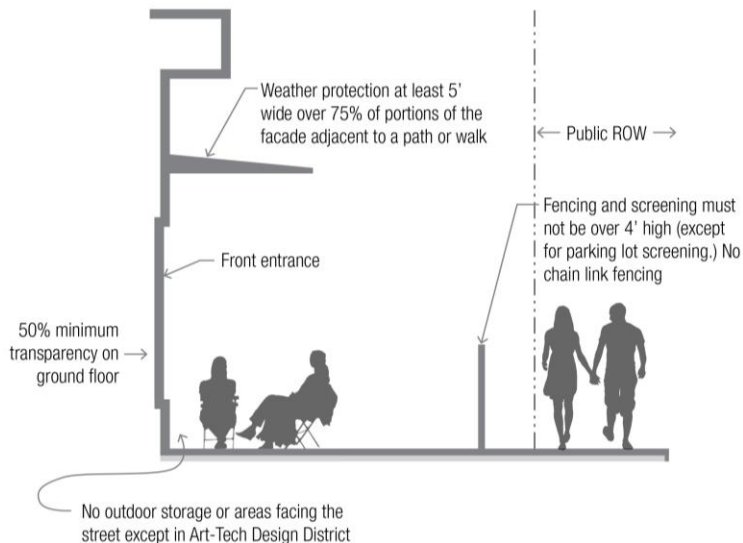 Weather protection at least 5’
wide over 75% of portions of the
facade adjacent to a path or walk
Public ROW
Fencing and screening must
not be over 4’ high (except
for parking lot screening.) No
chain link fencing
Front entrance
50% minimum
transparency on
ground floor
No outdoor storage or areas facing the
street except in Art-Tech Design District